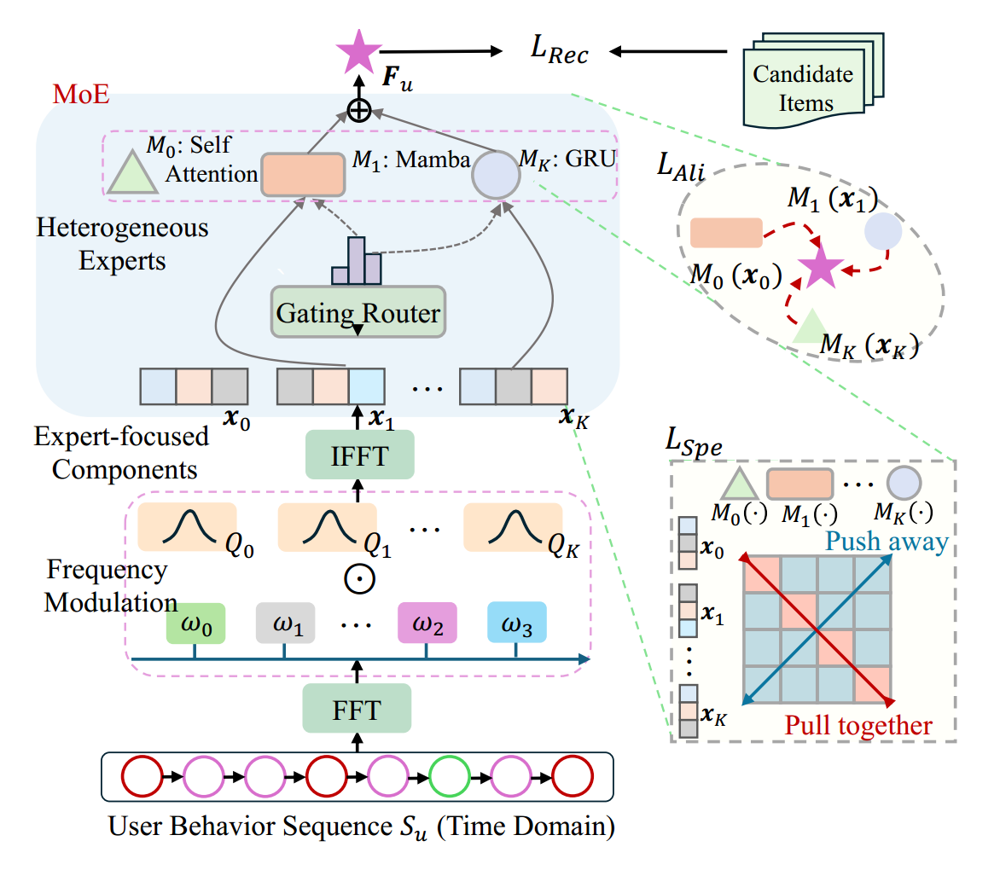 L_Rec
Candidate
Items
F_u
MoE
M_0: Self
Attention
M_1: Mamba
M_K: GRU
Heterogeneous
Experts
Gating Router
x_0
x_1
...
x_K
Expert-focused
Components
IFFT
Q_0
Q_1
...
Q_K
Frequency
Modulation
ω_0
ω_1
...
ω_2
ω_3
FFT
User Behavior Sequence S_u (Time Domain)
L_Ali
M_1 (x_1)
M_0 (x_0)
M_K (x_K)
L_Spe
...
M_0(·)
M_1(·)
M_K(·)
Push away
x_0
x_1
⋮
x_K
Pull together